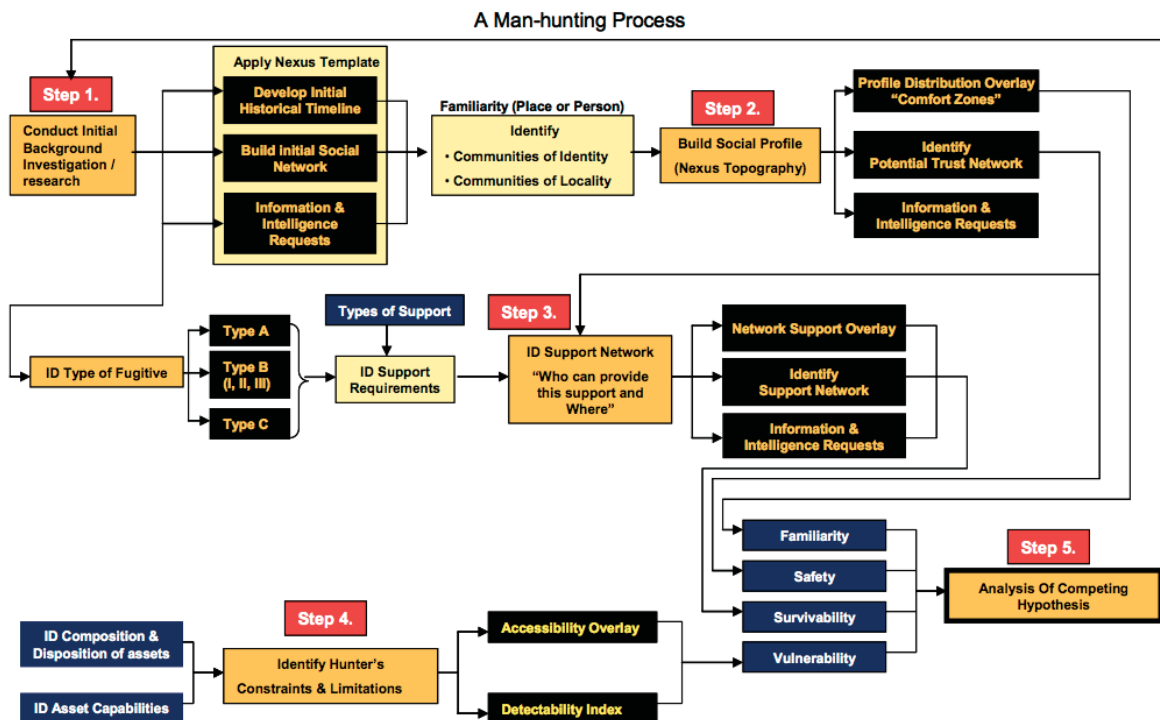 A Man-hunting Process
Step 1.
Conduct Initial
Background
Investigation /
research
Apply Nexus Template
Develop Initial
Historical Timeline
Build Initial Social
Network
Information &
Intelligence
Requests
Familiarity (Place or Person)
Identify
• Communities of Identity
• Communities of Locality
Step 2.
Build Social Profile
(Nexus Topography)
Profile Distribution Overlay
“Comfort Zones”
Identify
Potential Trust Network
Information &
Intelligence Requests
ID Type of Fugitive
Type A
Type B
(I, II, III)
Type C
Types of Support
ID Support
Requirements
Step 3.
ID Support Network
“Who can provide
this support and
Where”
Network Support Overlay
Identify
Support Network
Information &
Intelligence Requests
Step 4.
ID Composition &
Disposition of assets
ID Asset Capabilities
Identify Hunter’s
Constraints & Limitations
Accessibility Overlay
Detectability Index
Familiarity
Safety
Survivability
Vulnerability
Step 5.
Analysis Of Competing
Hypothesis